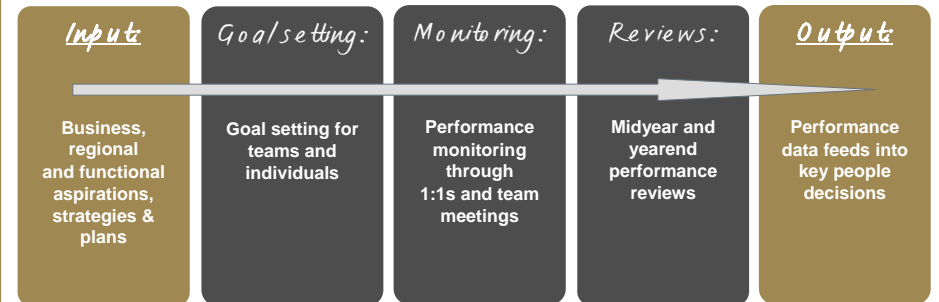 Input:
Business,
regional
and functional
aspirations,
strategies &
plans
Goalsetting:
Goal setting for
teams and
individuals
Monitoring:
Performance
monitoring
through
1:1s and team
meetings
Reviews:
Midyear and
yearend
performance
reviews
Output:
Performance
data feeds into
key people
decisions